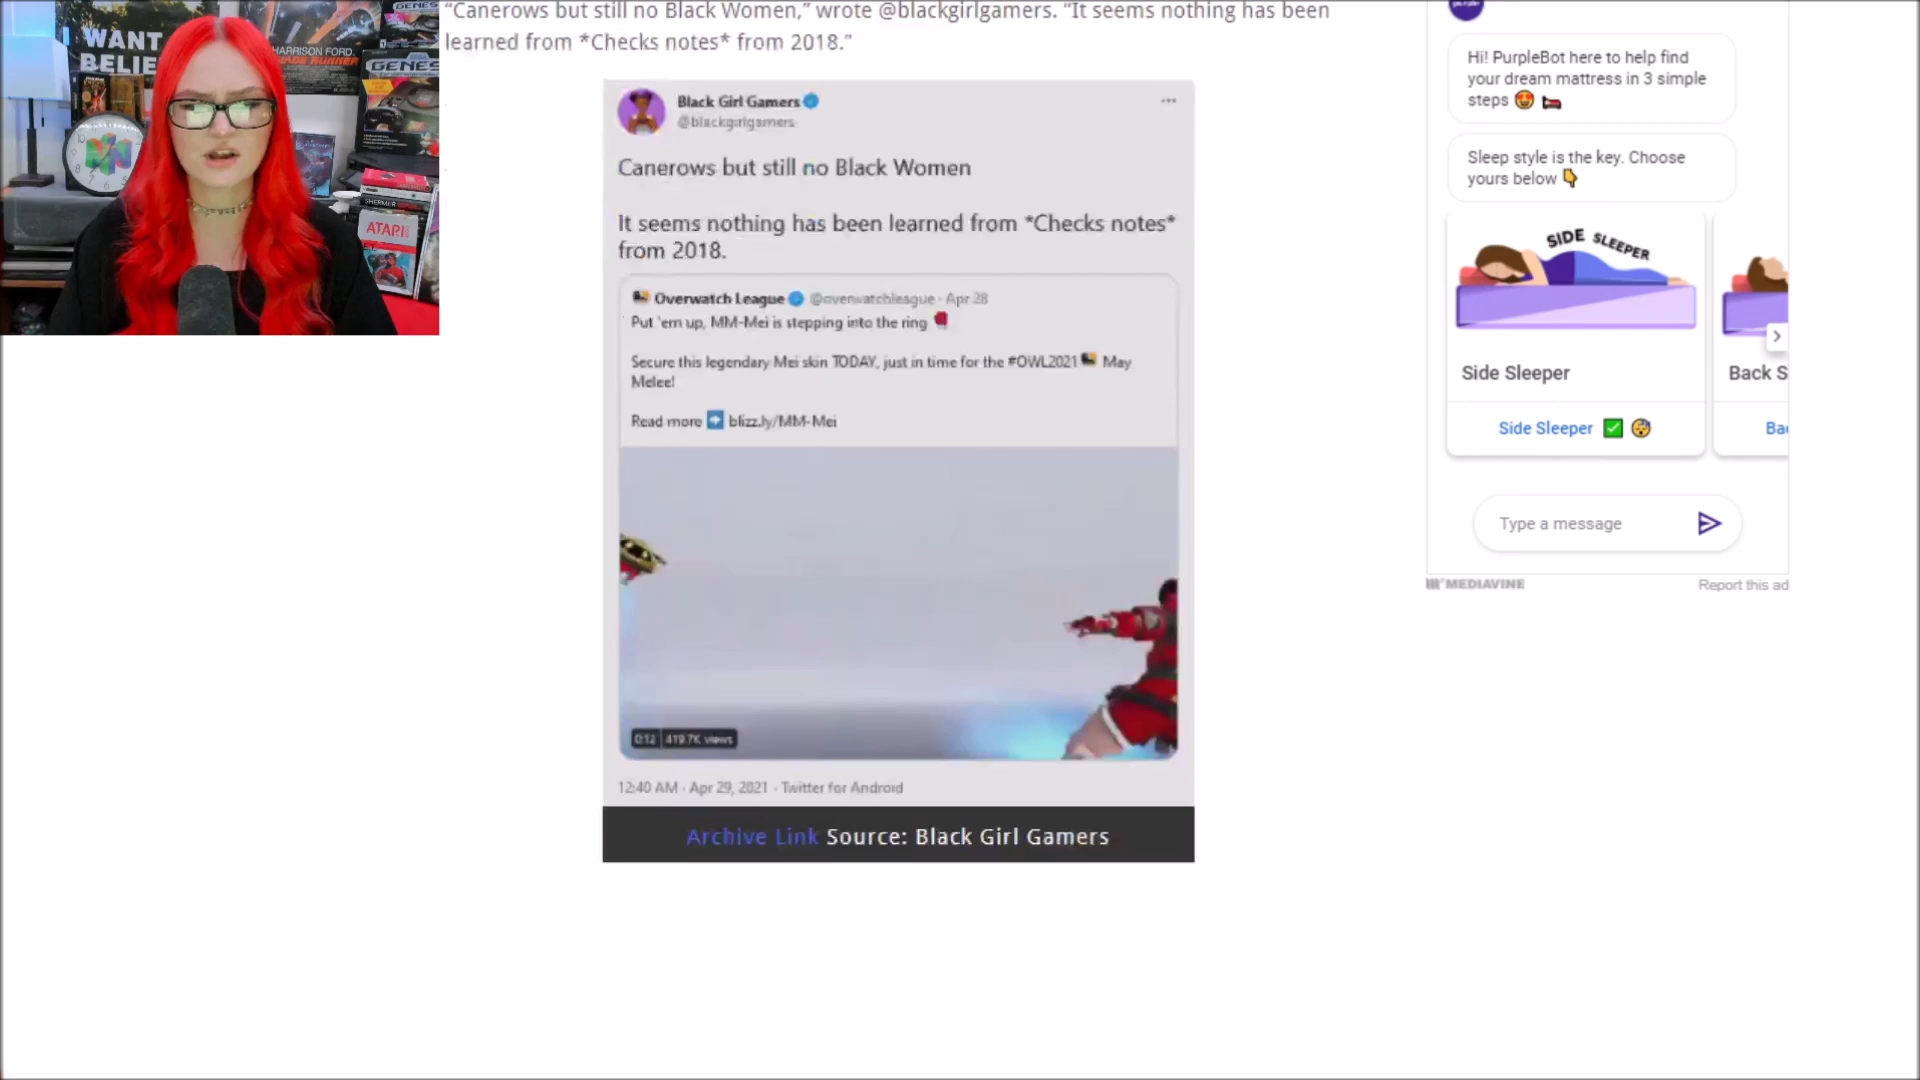 "Canerows but still no Black Women," wrote @blackgirlgamers. "It seems nothing has been
learned from *Checks notes* from 2018."
WANT
BELIE
HARRISON FORD
GENESIS
SHERMER
ATARI
Black Girl Gamers
@blackgirlgamers
Canerows but still no Black Women
It seems nothing has been learned from *Checks notes*
from 2018.
Overwatch League @overwatchleague · Apr 28
Put 'em up, MM-Mei is stepping into the ring
Secure this legendary Mei skin TODAY, just in time for the #OWL2021 May
Melee!
Read more blizz.ly/MM-Mei
0:12 419.7K views
12:40 AM · Apr 29, 2021 · Twitter for Android
Archive Link Source: Black Girl Gamers
purple
Hi! PurpleBot here to help find
your dream mattress in 3 simple
steps
Sleep style is the key. Choose
yours below
SIDE SLEEPER
Side Sleeper
Back S
Side Sleeper
Bac
Type a message
MEDIAVINE
Report this ad